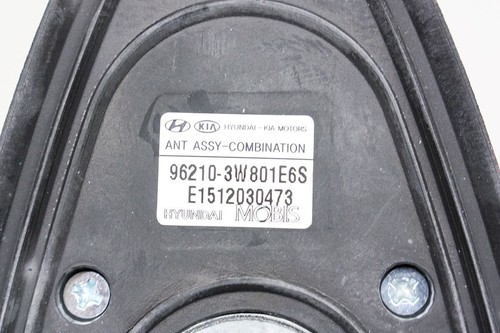 KIA HYUNDAI - KIA MOTORS
ANT ASSY-COMBINATION
96210-3W801E6S
E1512030473
HYUNDAI MOBIS